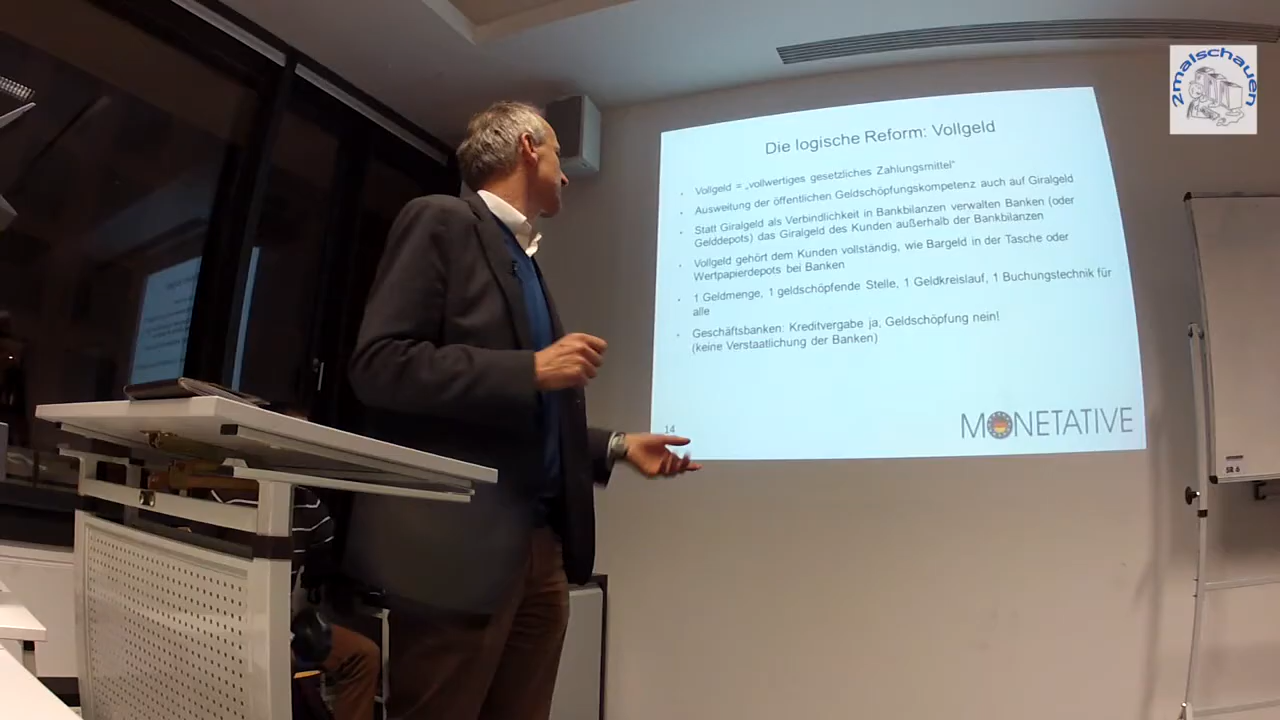 2malschauen
Die logische Reform: Vollgeld
• Vollgeld = „vollwertiges gesetzliches Zahlungsmittel“
• Ausweitung der öffentlichen Geldschöpfungskompetenz auch auf Giralgeld
• Statt Giralgeld als Verbindlichkeit in Bankbilanzen verwalten Banken (oder
Gelddepots) das Giralgeld des Kunden außerhalb der Bankbilanzen
• Vollgeld gehört dem Kunden vollständig, wie Bargeld in der Tasche oder
Wertpapierdepots bei Banken
• 1 Geldmenge, 1 geldschöpfende Stelle, 1 Geldkreislauf, 1 Buchungstechnik für
alle
• Geschäftsbanken: Kreditvergabe ja, Geldschöpfung nein!
(keine Verstaatlichung der Banken)
14
MONETATIVE
SR 6